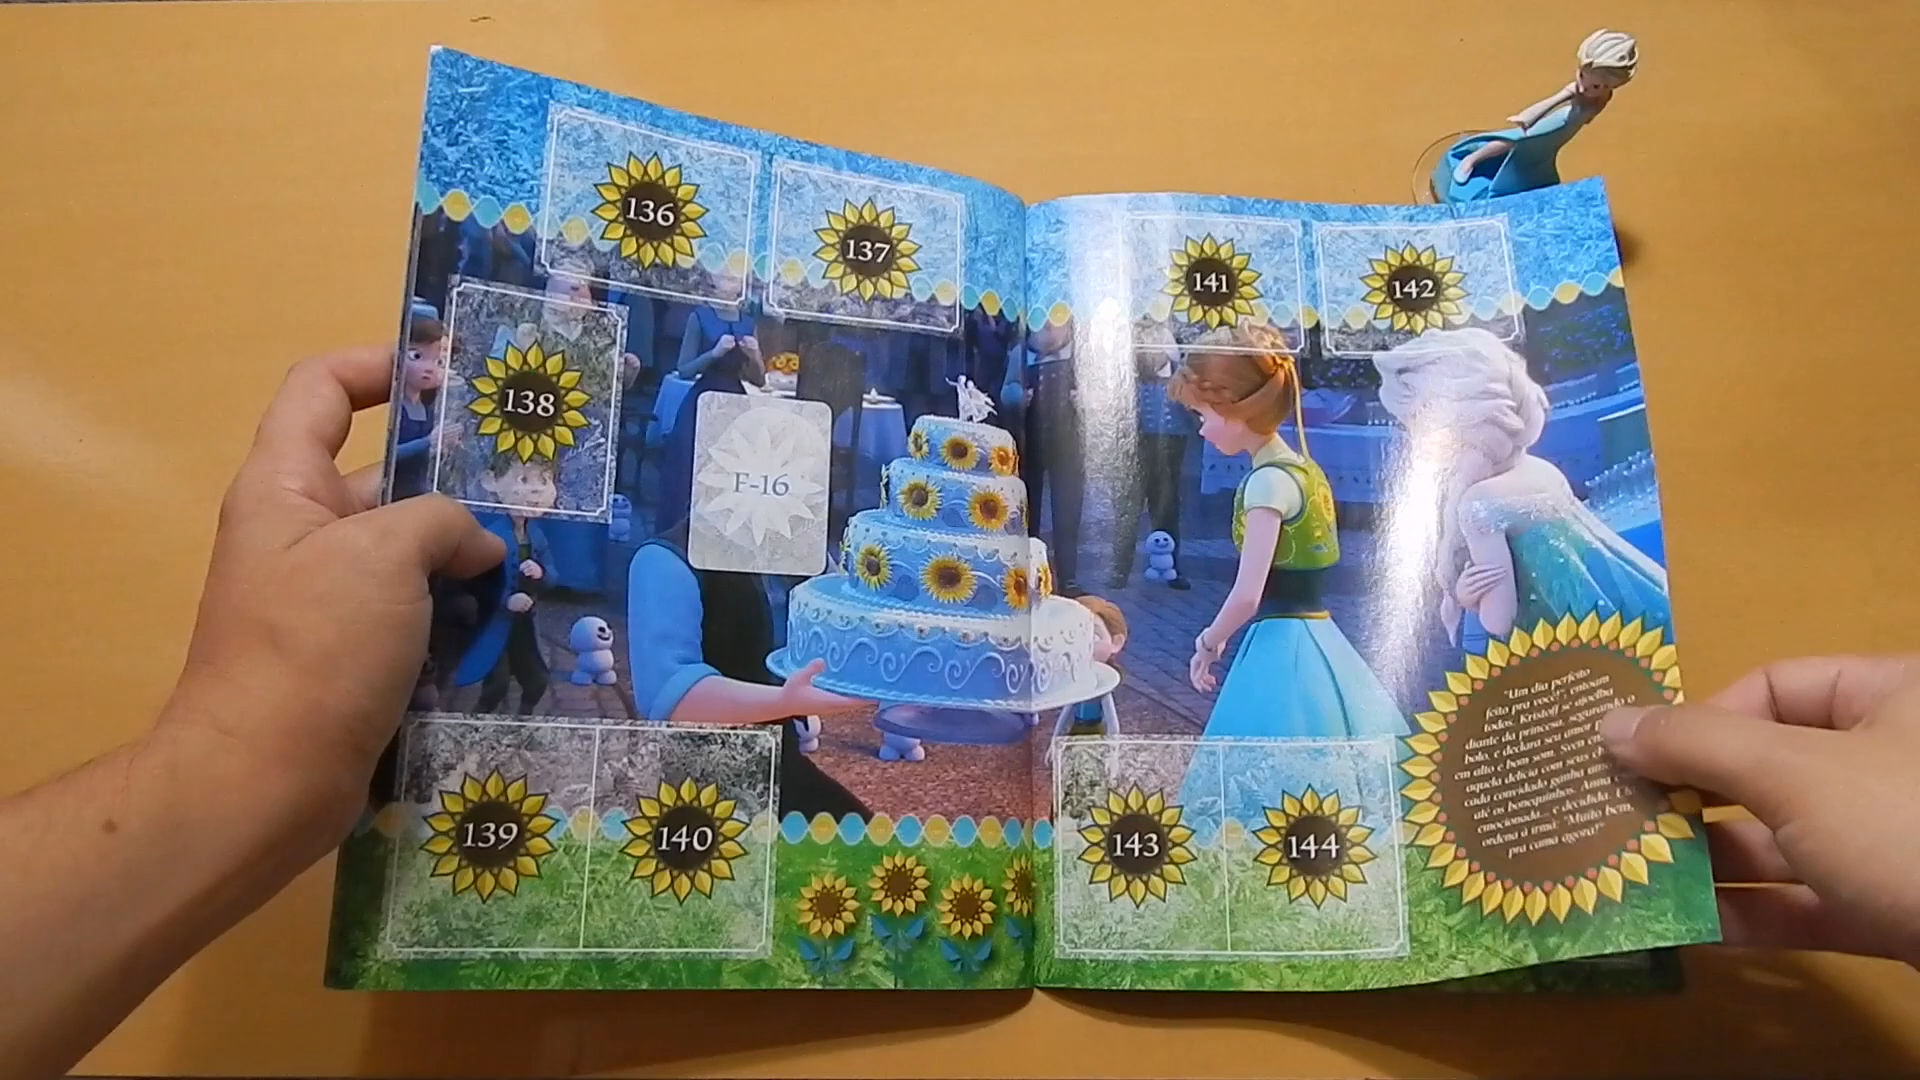 136
137
138
F-16
139
140
141
142
143
144
"Um dia perfeito
feito pra você!", entoam
todos. Kristoff se ajoelha
diante da princesa, segurando o
bolo, e declara seu amor
em alto e bom som. Sven
aquela delícia com seus
cada convidado ganha
até os bonequinhos. Anna
emocionada... e decidida.
ordena à irmã: "Muito bem,
pra cama agora!"